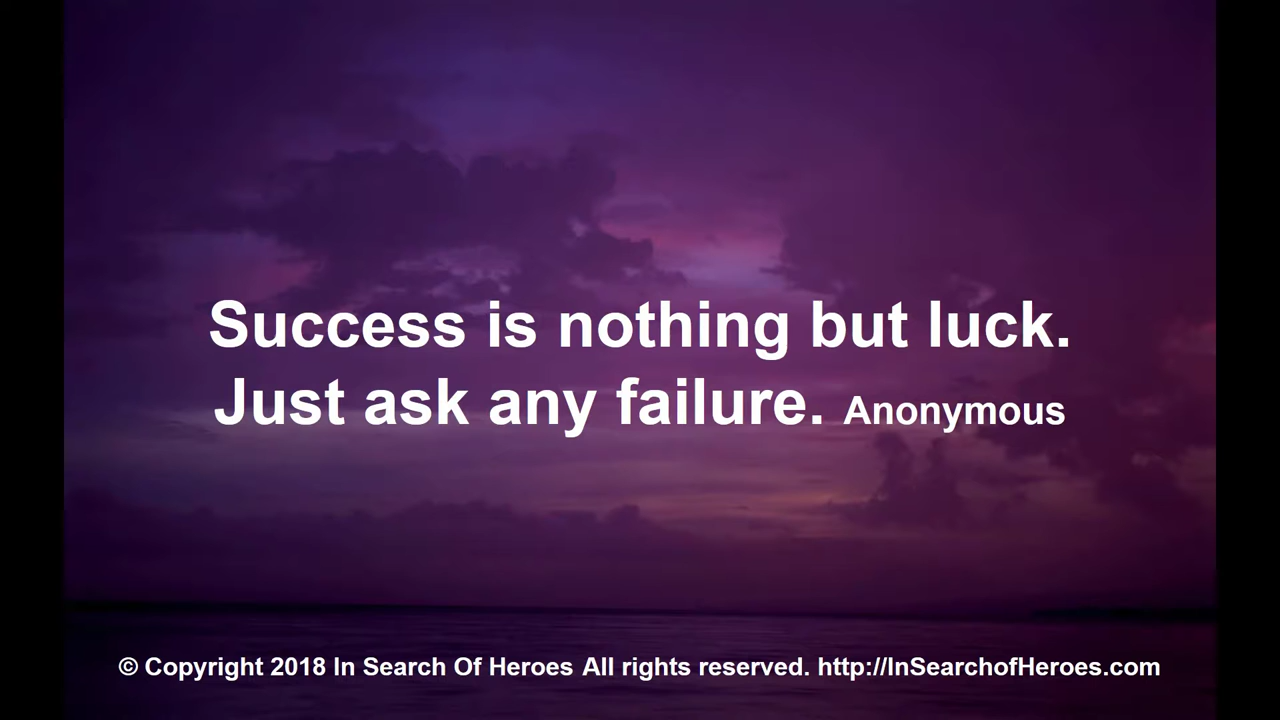 Success is nothing but luck.
Just ask any failure. Anonymous
© Copyright 2018 In Search Of Heroes All rights reserved. http://InSearchofHeroes.com